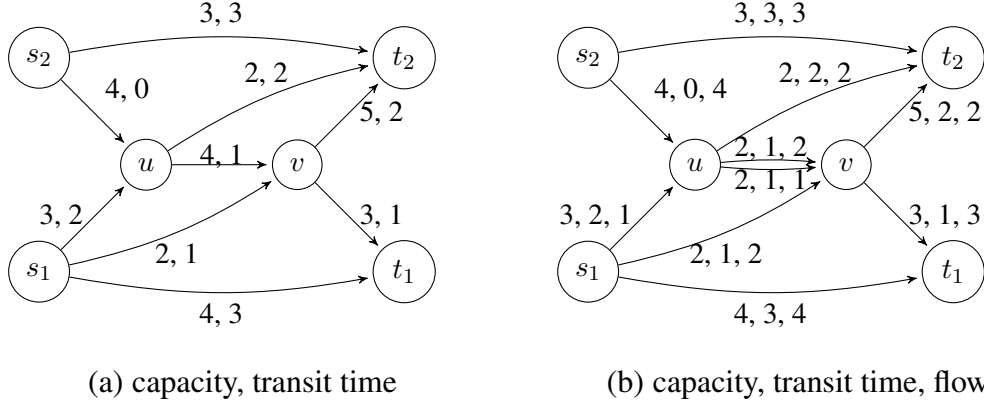 3, 3
s₂
t₂
2, 2
4, 0
5, 2
u
4, 1
v
3, 2
3, 1
2, 1
s₁
t₁
4, 3
(a) capacity, transit time
3, 3, 3
s₂
t₂
2, 2, 2
4, 0, 4
5, 2, 2
2, 1, 2
u
v
2, 1, 1
3, 2, 1
3, 1, 3
2, 1, 2
s₁
t₁
4, 3, 4
(b) capacity, transit time, flow